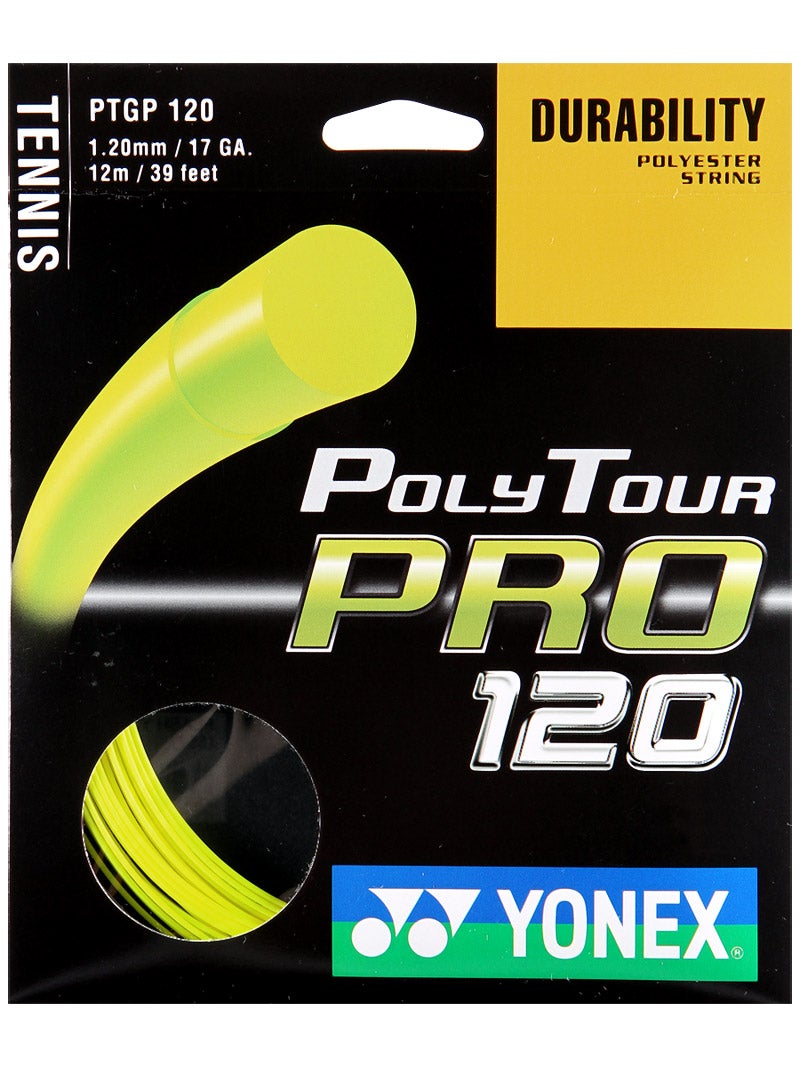 TENNIS
PTGP 120
1.20mm / 17 GA.
12m / 39 feet
DURABILITY
POLYESTER
STRING
POLYTOUR
PRO
120
YONEX®